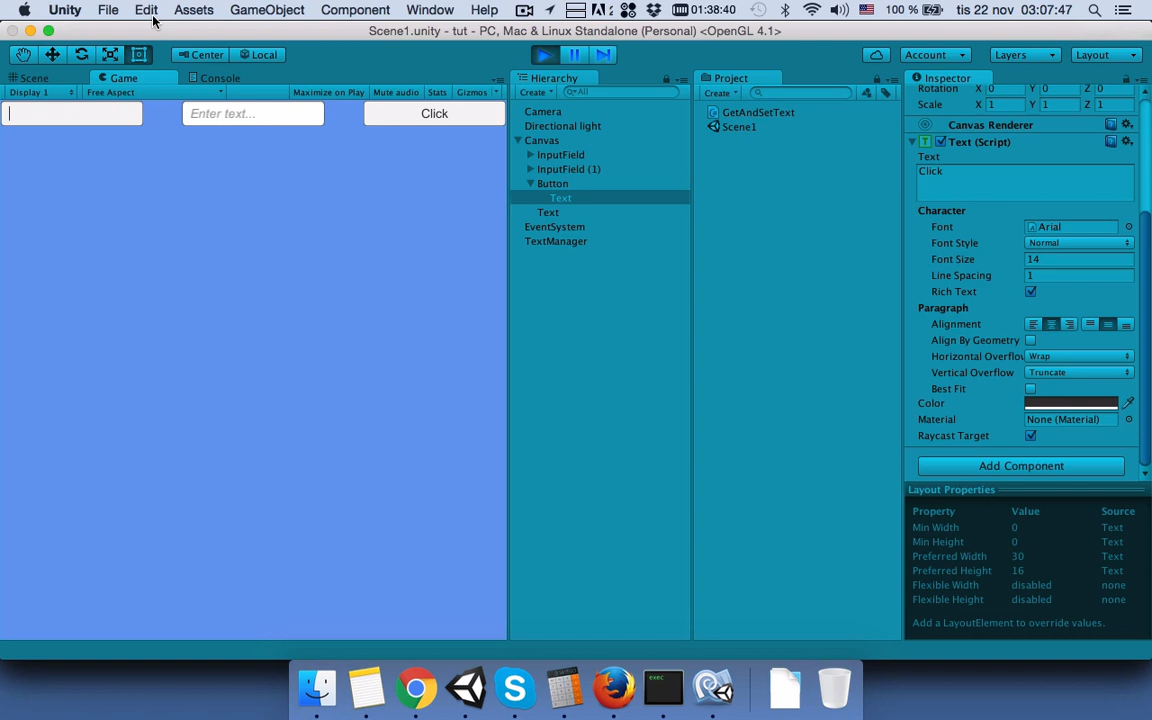 Unity File Edit Assets GameObject Component Window Help 01:38:40 100 % tis 22 nov 03:07:47
Scene1.unity - tut - PC, Mac & Linux Standalone (Personal) <OpenGL 4.1>
Center Local Account Layers Layout
Scene Game Console Hierarchy Project Inspector
Display 1 Free Aspect Maximize on Play Mute audio Stats Gizmos Create All Create Rotation X 0 Y 0 Z 0
Scale X 1 Y 1 Z 1
Enter text... Click
Camera
Directional light
Canvas
InputField
InputField (1)
Button
Text
Text
EventSystem
TextManager
GetAndSetText
Scene1
Canvas Renderer
Text (Script)
Text
Click
Character
Font Arial
Font Style Normal
Font Size 14
Line Spacing 1
Rich Text
Paragraph
Alignment
Align By Geometry
Horizontal Overflow Wrap
Vertical Overflow Truncate
Best Fit
Color
Material None (Material)
Raycast Target
Add Component
Layout Properties
Property Value Source
Min Width 0 Text
Min Height 0 Text
Preferred Width 30 Text
Preferred Height 16 Text
Flexible Width disabled none
Flexible Height disabled none
Add a LayoutElement to override values.
exec